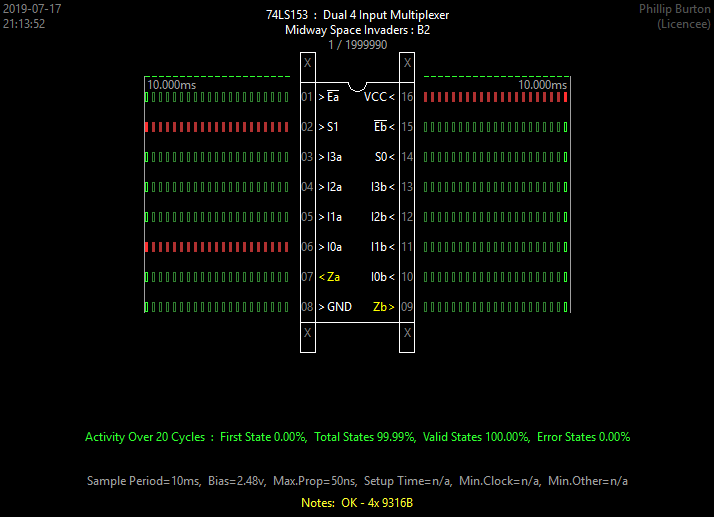 2019-07-17
21:13:52
74LS153 : Dual 4 Input Multiplexer
Midway Space Invaders : B2
1 / 1999990
Phillip Burton
(Licencee)
X X
10.000ms 10.000ms
01 >Ea VCC< 16
02 >S1 Eb< 15
03 >I3a S0< 14
04 >I2a I3b< 13
05 >I1a I2b< 12
06 >I0a I1b< 11
07 <Za I0b< 10
08 >GND Zb> 09
X X
Activity Over 20 Cycles : First State 0.00%, Total States 99.99%, Valid States 100.00%, Error States 0.00%
Sample Period=10ms, Bias=2.48v, Max.Prop=50ns, Setup Time=n/a, Min.Clock=n/a, Min.Other=n/a
Notes: OK - 4x 9316B